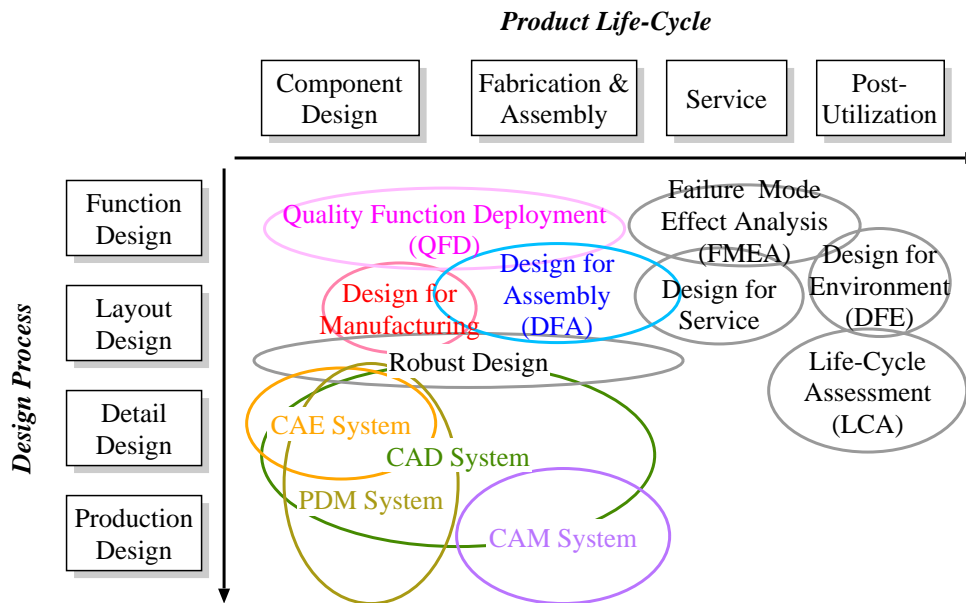 Product Life-Cycle
Component
Design
Fabrication &
Assembly
Service
Post-
Utilization
Design Process
Function
Design
Layout
Design
Detail
Design
Production
Design
Quality Function Deployment
(QFD)
Failure Mode
Effect Analysis
(FMEA)
Design for
Manufacturing
Design for
Assembly
(DFA)
Design for
Service
Design for
Environment
(DFE)
Robust Design
Life-Cycle
Assessment
(LCA)
CAE System
CAD System
PDM System
CAM System